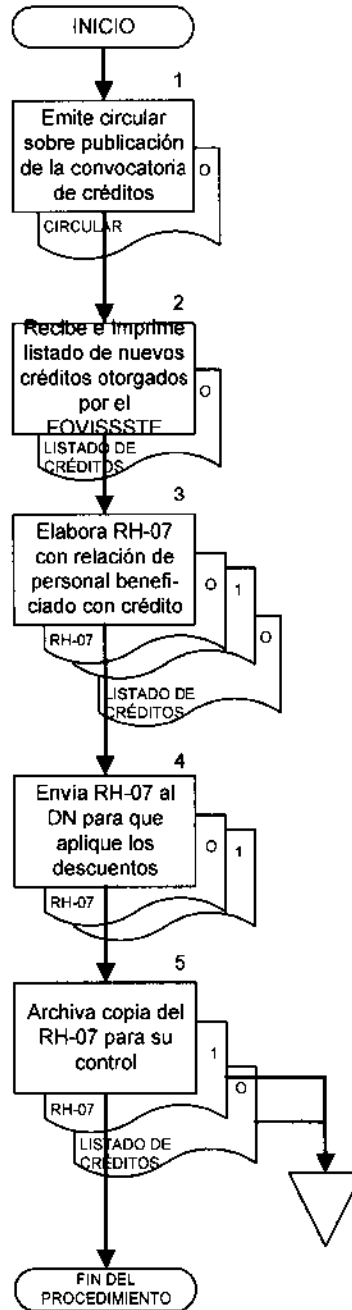 INICIO
1
Emite circular
sobre publicación
de la convocatoria
de créditos
O
CIRCULAR
2
Recibe e imprime
listado de nuevos
créditos otorgados
por el
FOVISSSTE
O
LISTADO DE
CRÉDITOS
3
Elabora RH-07
con relación de
personal benefi-
ciado con crédito
O
1
O
RH-07
LISTADO DE
CRÉDITOS
4
Envía RH-07 al
DN para que
aplique los
descuentos
O
1
RH-07
5
Archiva copia del
RH-07 para su
control
1
O
RH-07
LISTADO DE
CRÉDITOS
FIN DEL
PROCEDIMIENTO